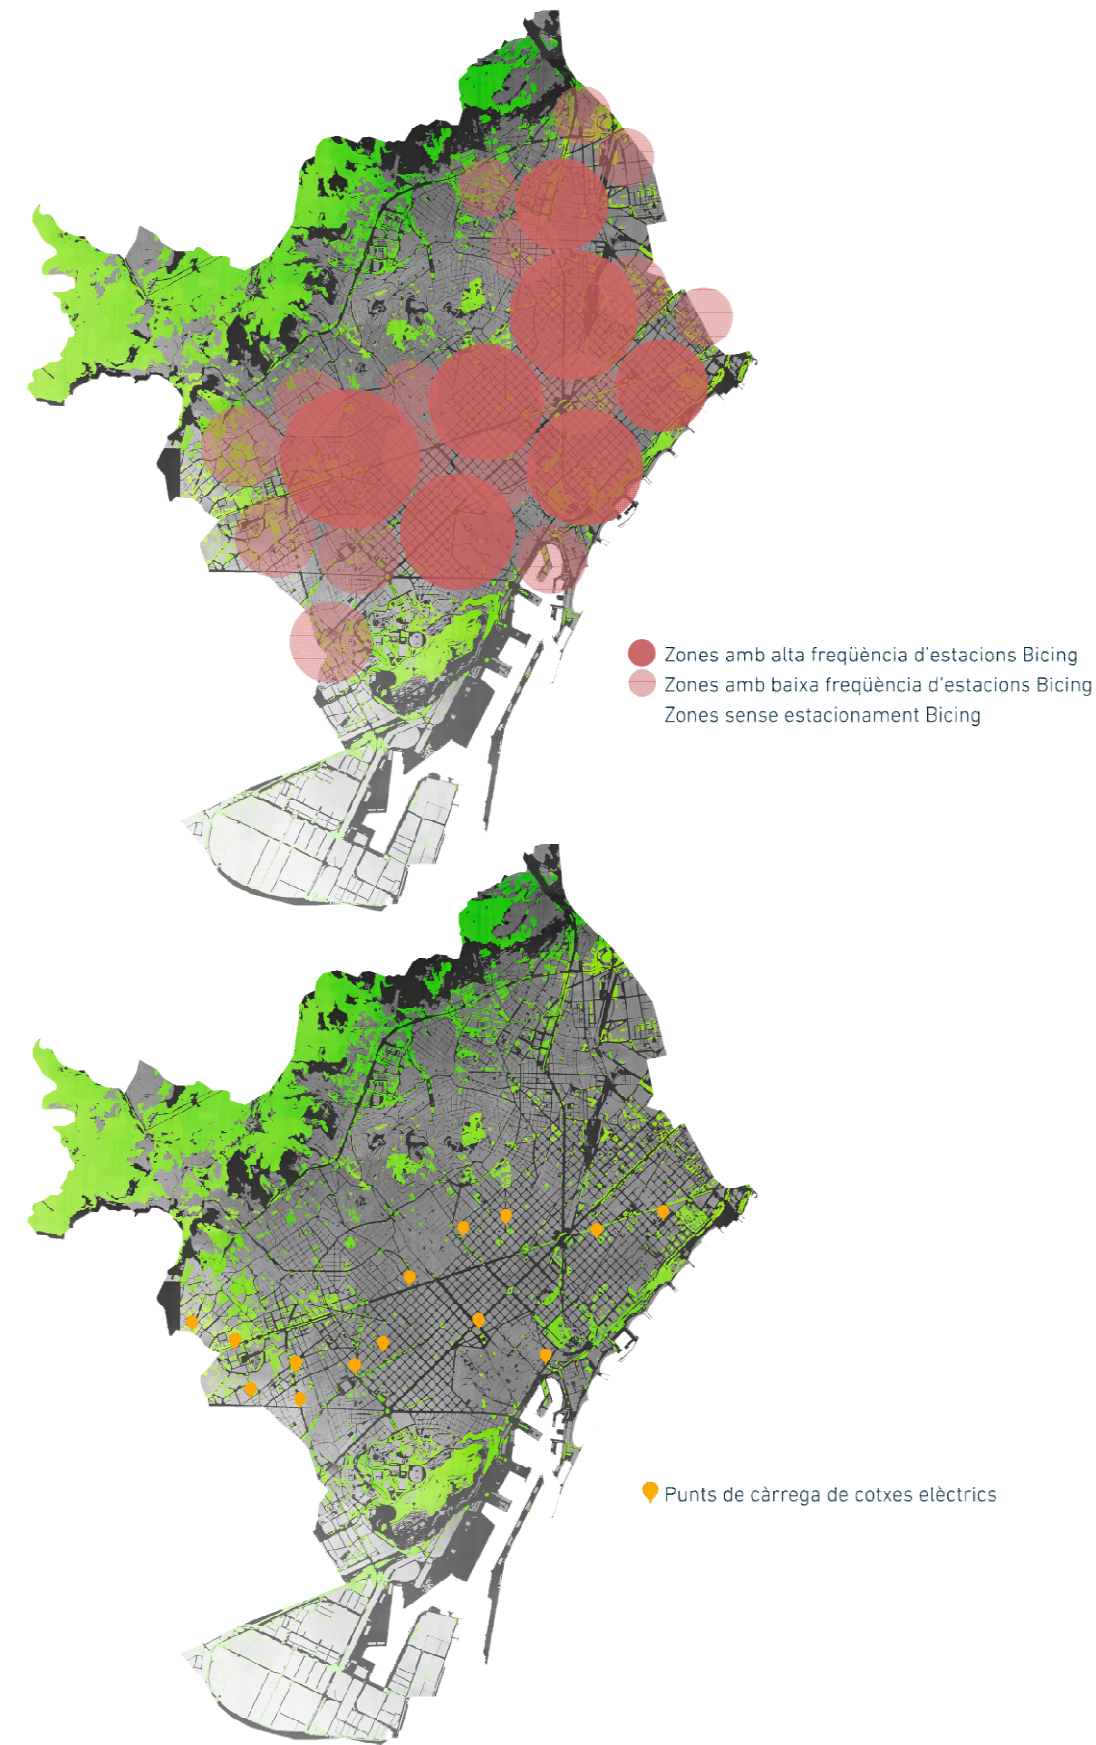 Zones amb alta freqüència d'estacions Bicing
Zones amb baixa freqüència d'estacions Bicing
Zones sense estacionament Bicing
Punts de càrrega de cotxes elèctrics